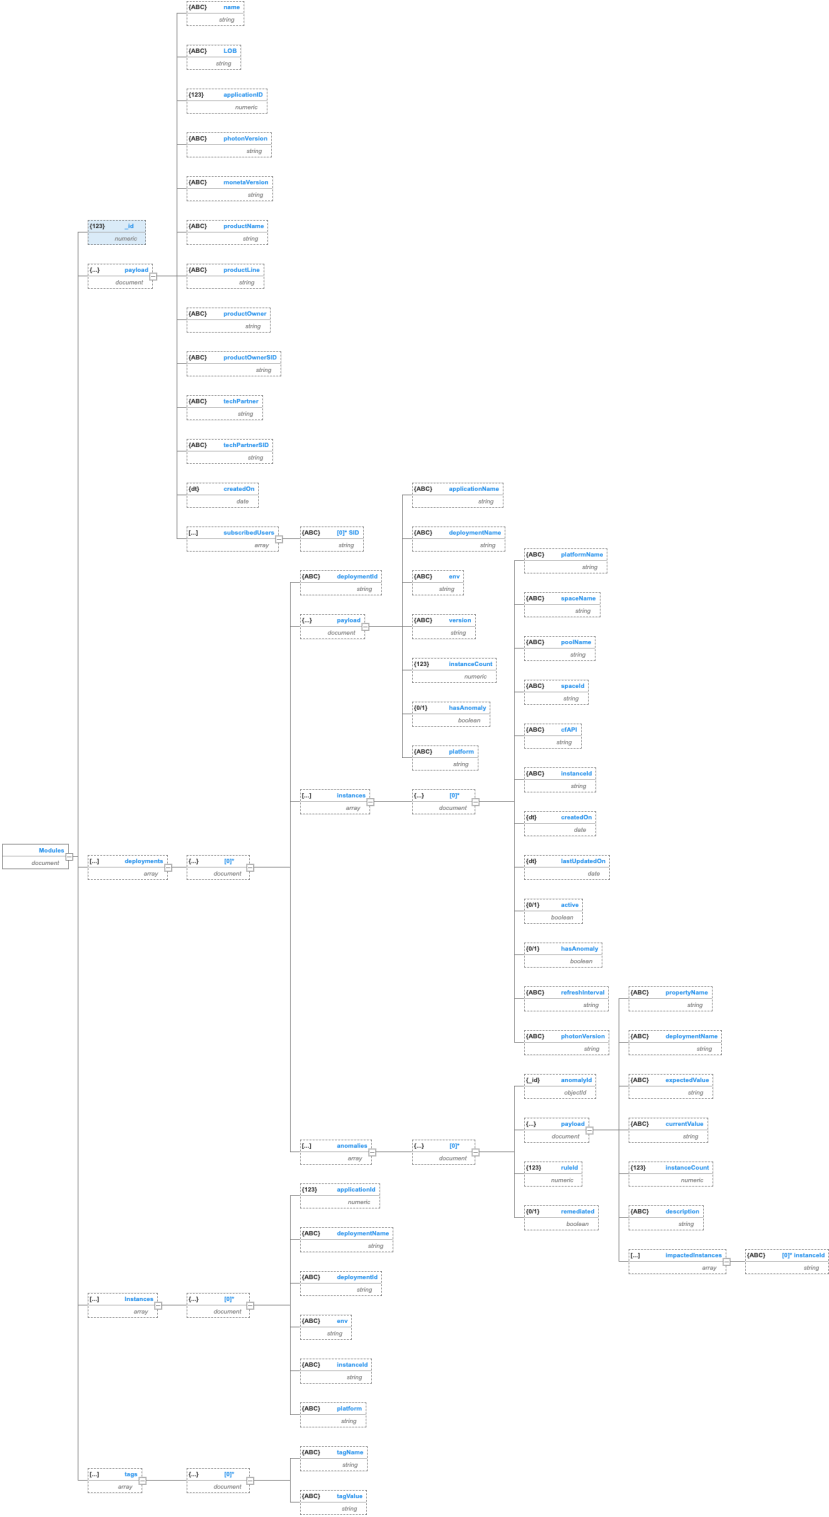 {ABC} name
string
{ABC} LOB
string
{123} applicationID
numeric
{ABC} photonVersion
string
{ABC} monetaVersion
string
{ABC} productName
string
{ABC} productLine
string
{ABC} productOwner
string
{ABC} productOwnerSID
string
{ABC} techPartner
string
{ABC} techPartnerSID
string
{dt} createdOn
date
[...] subscribedUsers
array
{ABC} [0]* SID
string
{123} _id
numeric
{...} payload
document
Modules
document
[...] deployments
array
{...} [0]*
document
{ABC} deploymentId
string
{...} payload
document
{ABC} applicationName
string
{ABC} deploymentName
string
{ABC} env
string
{ABC} version
string
{123} instanceCount
numeric
{0/1} hasAnomaly
boolean
{ABC} platform
string
[...] instances
array
{...} [0]*
document
{ABC} platformName
string
{ABC} spaceName
string
{ABC} poolName
string
{ABC} spaceId
string
{ABC} cfAPI
string
{ABC} instanceId
string
{dt} createdOn
date
{dt} lastUpdatedOn
date
{0/1} active
boolean
{0/1} hasAnomaly
boolean
{ABC} refreshInterval
string
{ABC} photonVersion
string
[...] anomalies
array
{...} [0]*
document
{_id} anomalyId
objectId
{...} payload
document
{123} ruleId
numeric
{0/1} remediated
boolean
{ABC} propertyName
string
{ABC} deploymentName
string
{ABC} expectedValue
string
{ABC} currentValue
string
{123} instanceCount
numeric
{ABC} description
string
[...] impactedInstances
array
{ABC} [0]* instanceId
string
[...] instances
array
{...} [0]*
document
{123} applicationId
numeric
{ABC} deploymentName
string
{ABC} deploymentId
string
{ABC} env
string
{ABC} instanceId
string
{ABC} platform
string
[...] tags
array
{...} [0]*
document
{ABC} tagName
string
{ABC} tagValue
string